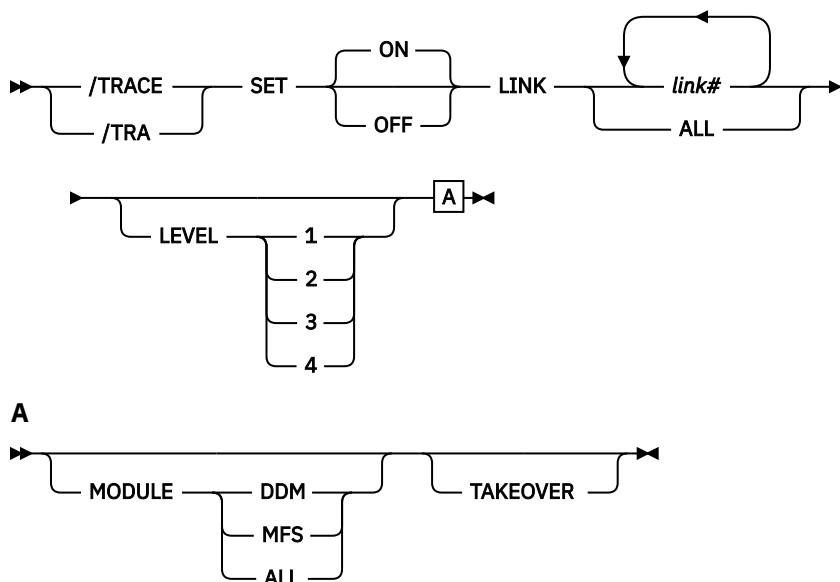 ON
/TRACE SET LINK link#
/TRA OFF ALL
A
LEVEL 1
2
3
4
A
MODULE DDM TAKEOVER
MFS
ALL